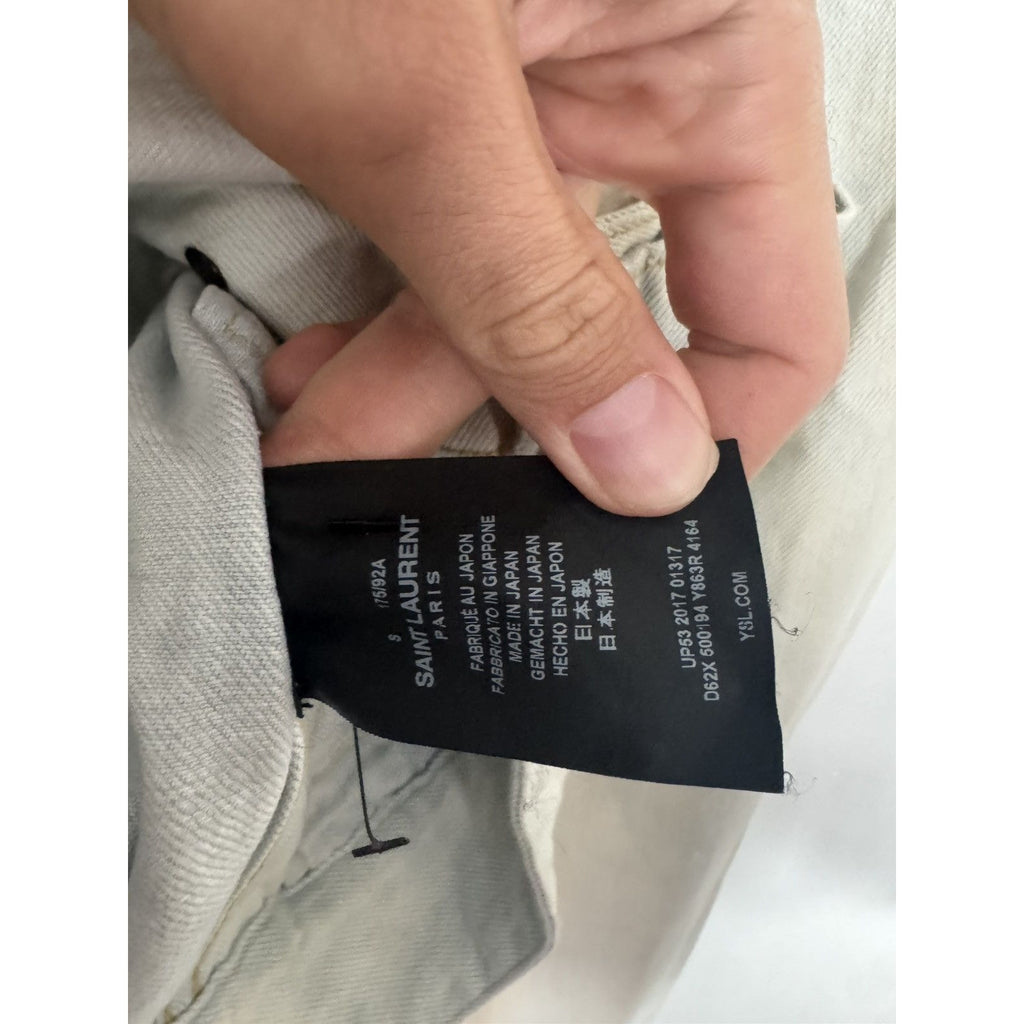 S 175/92A
SAINT LAURENT
PARIS
FABRIQUÉ AU JAPON
FABBRICATO IN GIAPPONE
MADE IN JAPAN
GEMACHT IN JAPAN
HECHO EN JAPON
日本製
日本制造
UP53 2017 01317
D62X 500194 Y863R 4164
YSL.COM